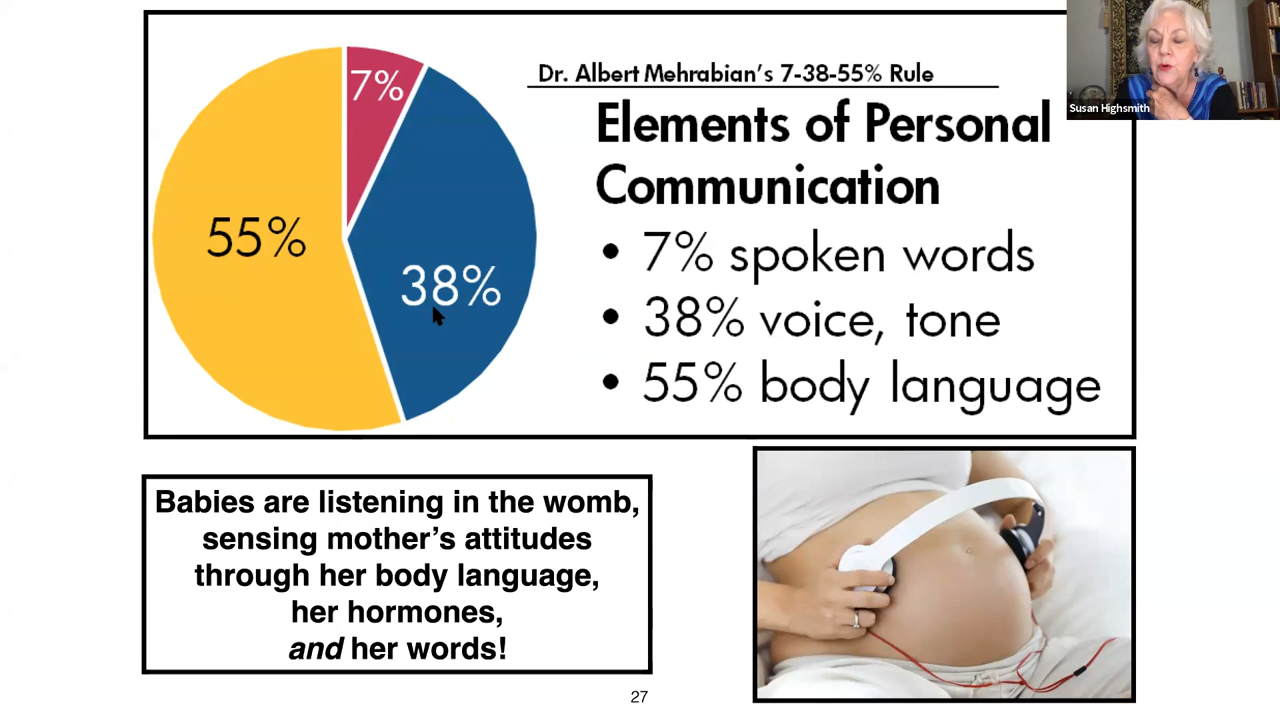 7%
55%
38%
Dr. Albert Mehrabian's 7-38-55% Rule
Elements of Personal
Communication
• 7% spoken words
• 38% voice, tone
• 55% body language
Susan Highsmith
Babies are listening in the womb,
sensing mother's attitudes
through her body language,
her hormones,
and her words!
27